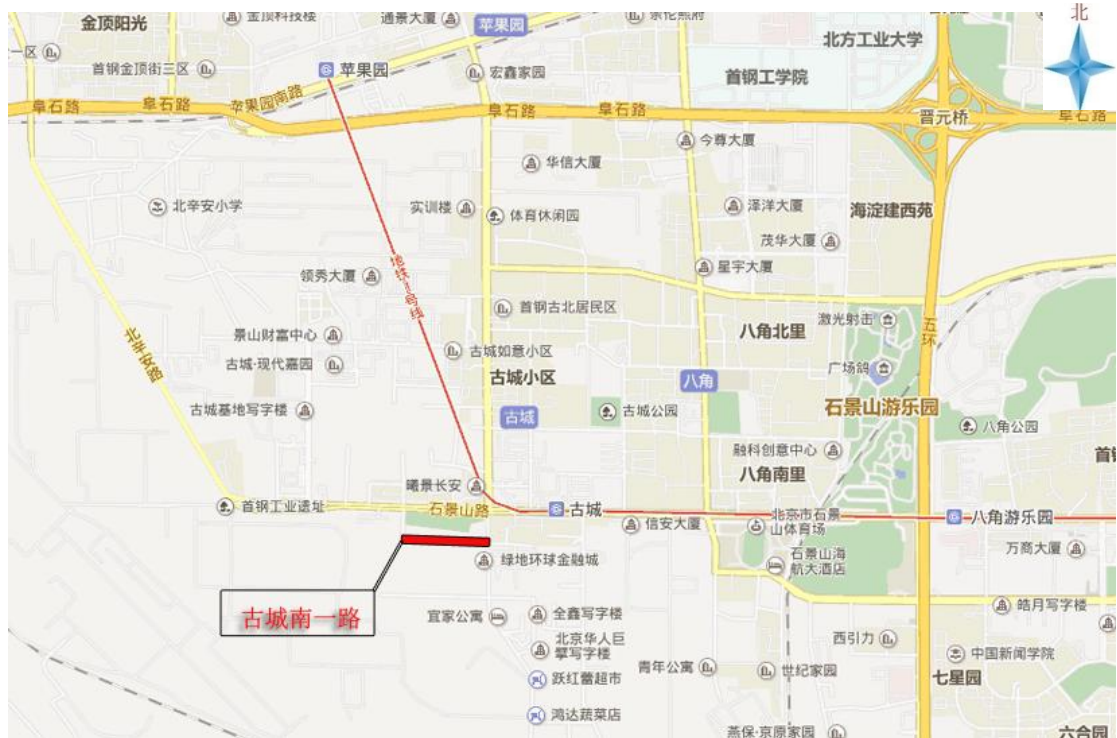 金顶阳光
金顶科技楼
通景大厦
苹果园
北方工业大学
北
首钢金顶街三区
苹果园
宏鑫家园
首钢工学院
苹果园南路
阜石路
阜石路
阜石路
阜石路
晋元桥
阜石路
今尊大厦
华信大厦
北辛安小学
实训楼
体育休闲园
泽洋大厦
海淀建西苑
茂华大厦
地铁1号线
领秀大厦
星宇大厦
首钢古北居民区
激光射击
五环
北辛安路
景山财富中心
八角北里
古城·现代嘉园
古城如意小区
古城小区
广场鸽
八角
古城基地写字楼
古城
古城公园
石景山游乐园
八角公园
融科创意中心
八角南里
曦景长安
首钢工业遗址
石景山路
古城
信安大厦
北京市石景
山体育场
八角游乐园
万商大厦
绿地环球金融城
石景山海
航大酒店
古城南一路
宜家公寓
全鑫写字楼
皓月写字楼
北京华人巨
擘写字楼
西引力
中国新闻学院
青年公寓
世纪家园
跃红蕾超市
七星园
鸿达蔬菜店
燕保·京原家园
六合园